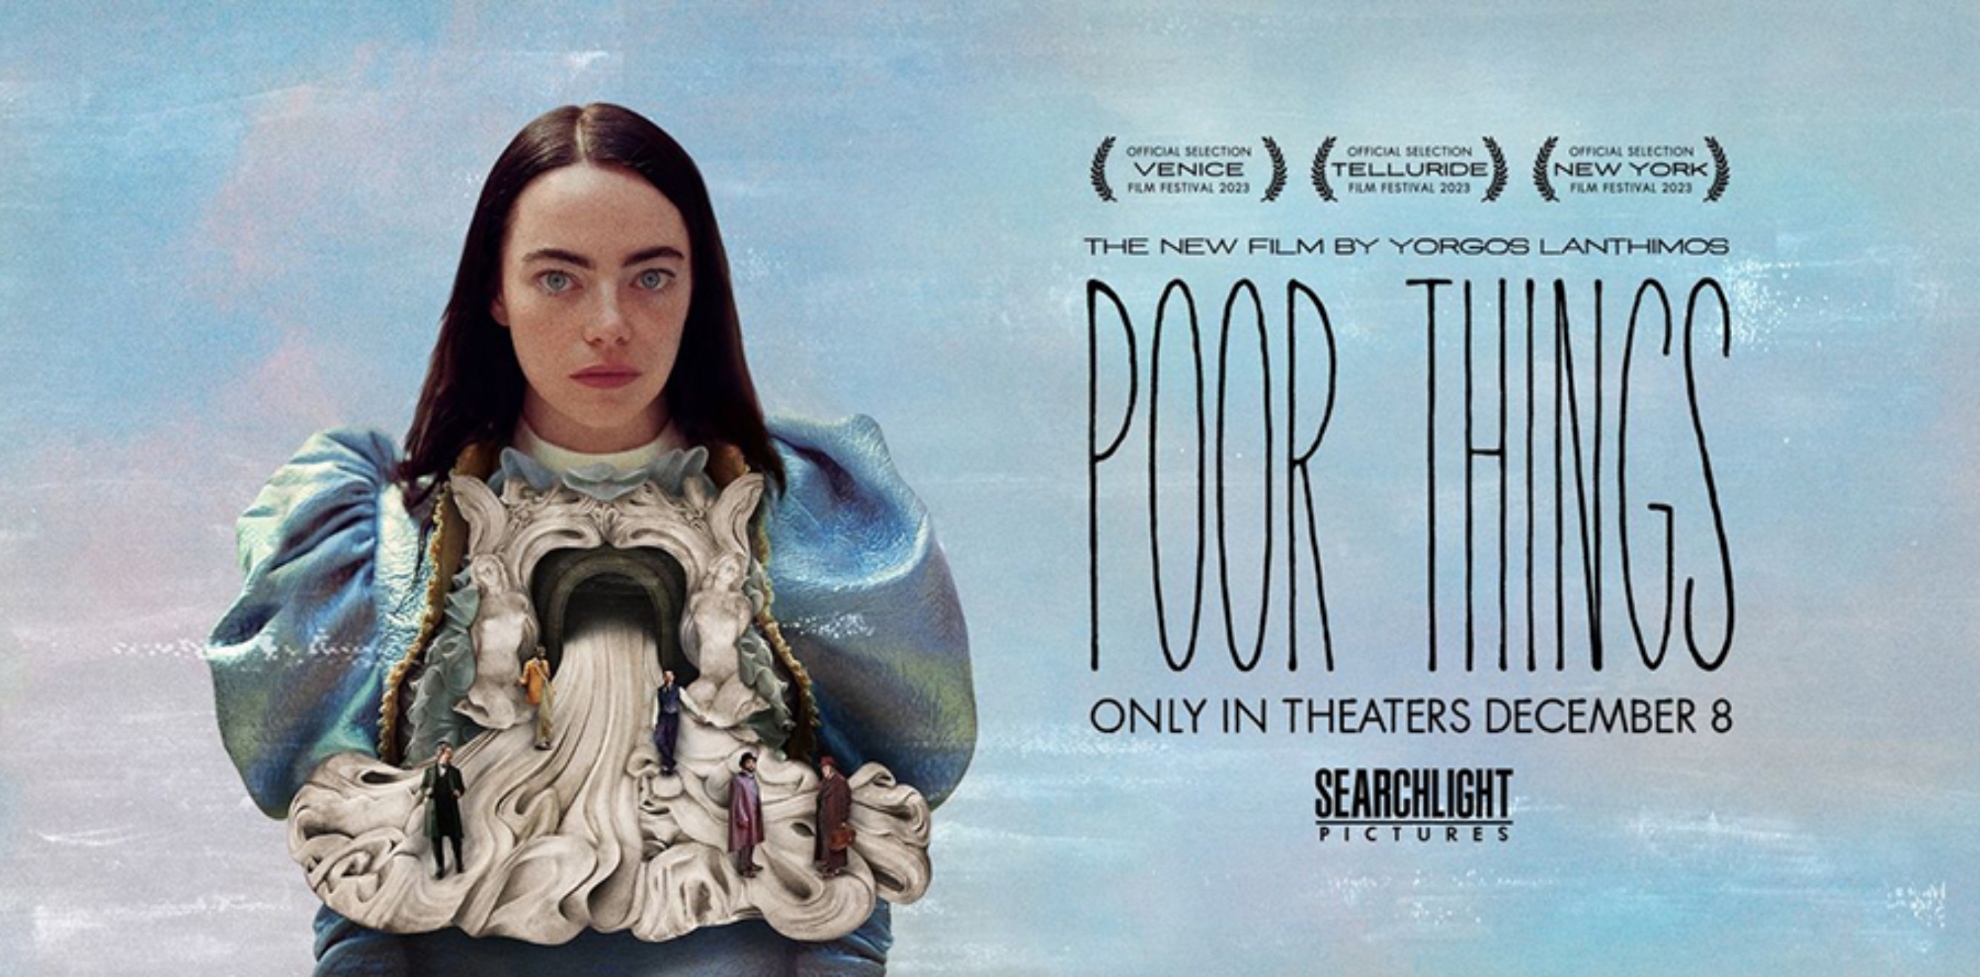 OFFICIAL SELECTION
VENICE
FILM FESTIVAL 2023
OFFICIAL SELECTION
TELLURIDE
FILM FESTIVAL 2023
OFFICIAL SELECTION
NEW YORK
FILM FESTIVAL 2023
THE NEW FILM BY YORGOS LANTHIMOS
POOR THINGS
ONLY IN THEATERS DECEMBER 8
SEARCHLIGHT
PICTURES